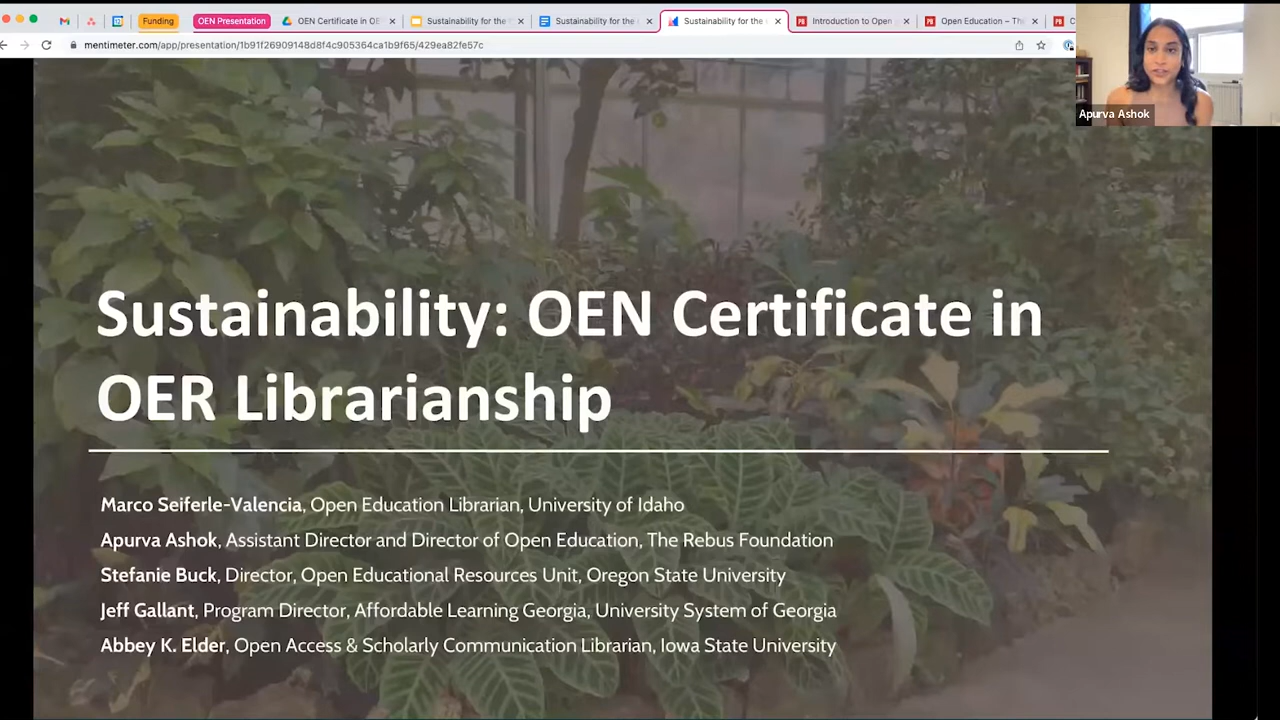 Funding
OEN Presentation
OEN Certificate in OE
Sustainability for the
Sustainability for the
Sustainability for the
Introduction to Open
Open Education – Th
mentimeter.com/app/presentation/1b91f26909148d8f4c905364ca1b9f65/429ea82fe57c
Apurva Ashok
Sustainability: OEN Certificate in
OER Librarianship
Marco Seiferle-Valencia, Open Education Librarian, University of Idaho
Apurva Ashok, Assistant Director and Director of Open Education, The Rebus Foundation
Stefanie Buck, Director, Open Educational Resources Unit, Oregon State University
Jeff Gallant, Program Director, Affordable Learning Georgia, University System of Georgia
Abbey K. Elder, Open Access & Scholarly Communication Librarian, Iowa State University